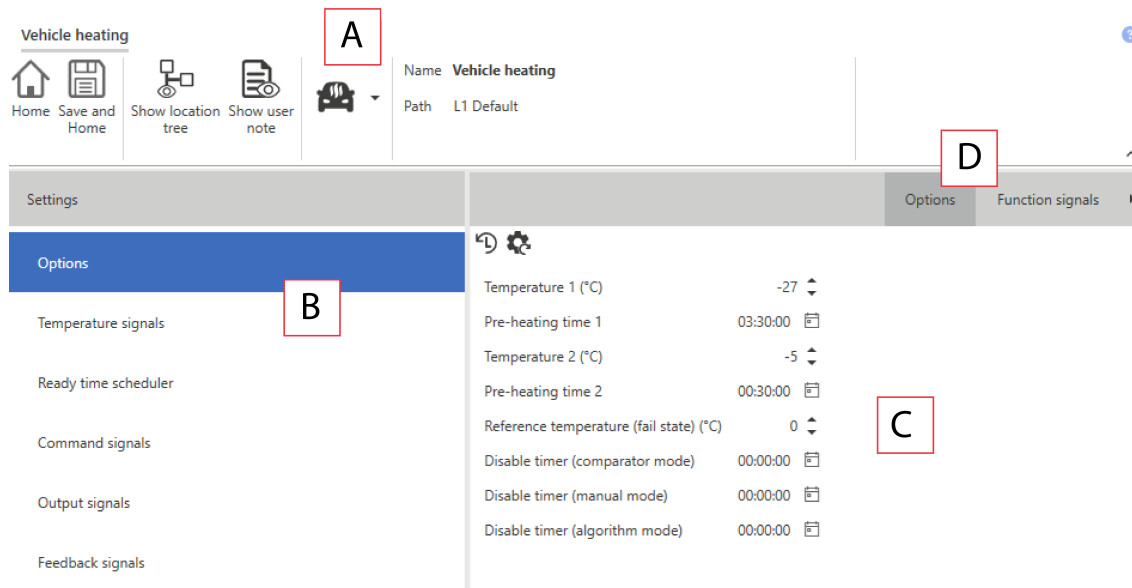 Vehicle heating
A
?
Home
Save and
Home
Show location
tree
Show user
note
Name Vehicle heating
Path L1 Default
D
Settings
Options Function signals
Options
B
Temperature signals
Ready time scheduler
Command signals
Output signals
Feedback signals
Temperature 1 (°C) -27
Pre-heating time 1 03:30:00
Temperature 2 (°C) -5
Pre-heating time 2 00:30:00
Reference temperature (fail state) (°C) 0
C
Disable timer (comparator mode) 00:00:00
Disable timer (manual mode) 00:00:00
Disable timer (algorithm mode) 00:00:00